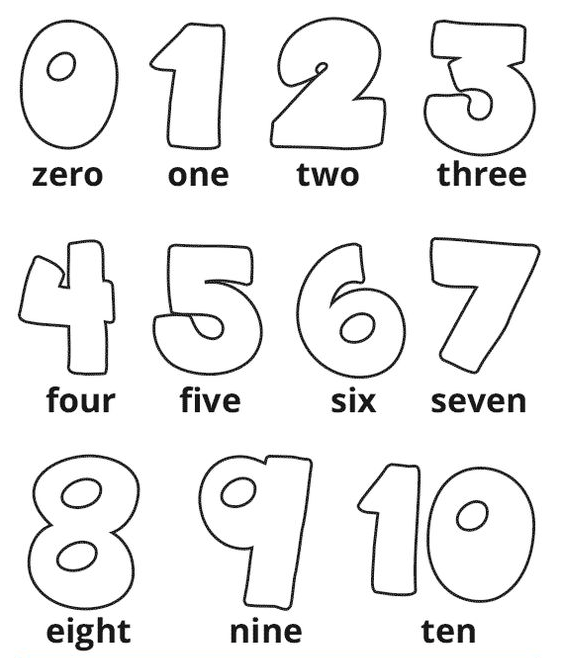 0 1 2 3
zero one two three
4 5 6 7
four five six seven
8 9 10
eight nine ten